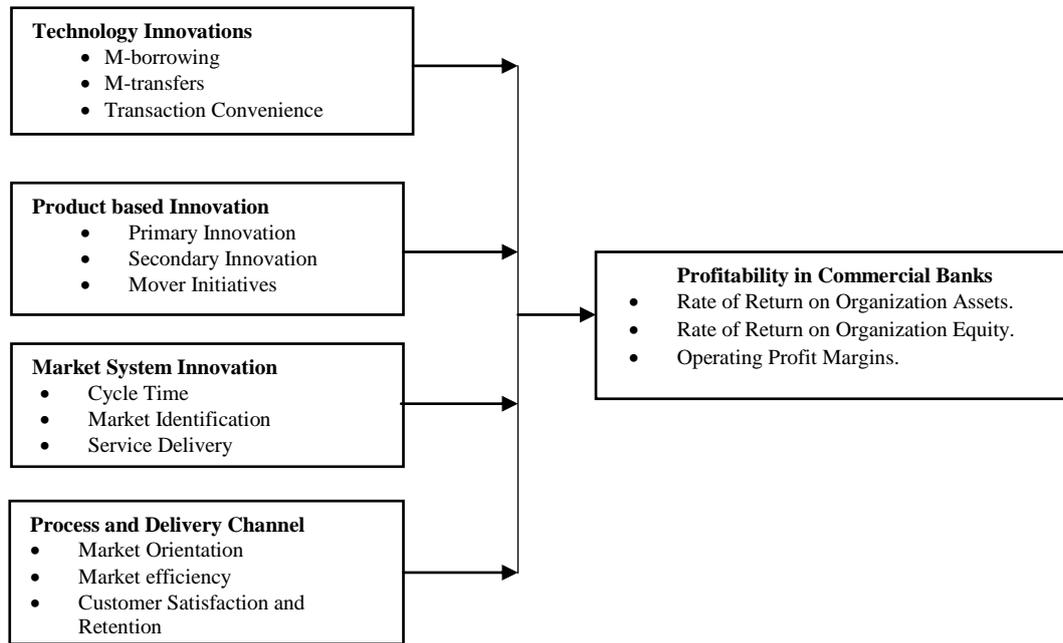 Technology Innovations
• M-borrowing
• M-transfers
• Transaction Convenience
Product based Innovation
• Primary Innovation
• Secondary Innovation
• Mover Initiatives
Market System Innovation
• Cycle Time
• Market Identification
• Service Delivery
Process and Delivery Channel
• Market Orientation
• Market efficiency
• Customer Satisfaction and
Retention
Profitability in Commercial Banks
• Rate of Return on Organization Assets.
• Rate of Return on Organization Equity.
• Operating Profit Margins.